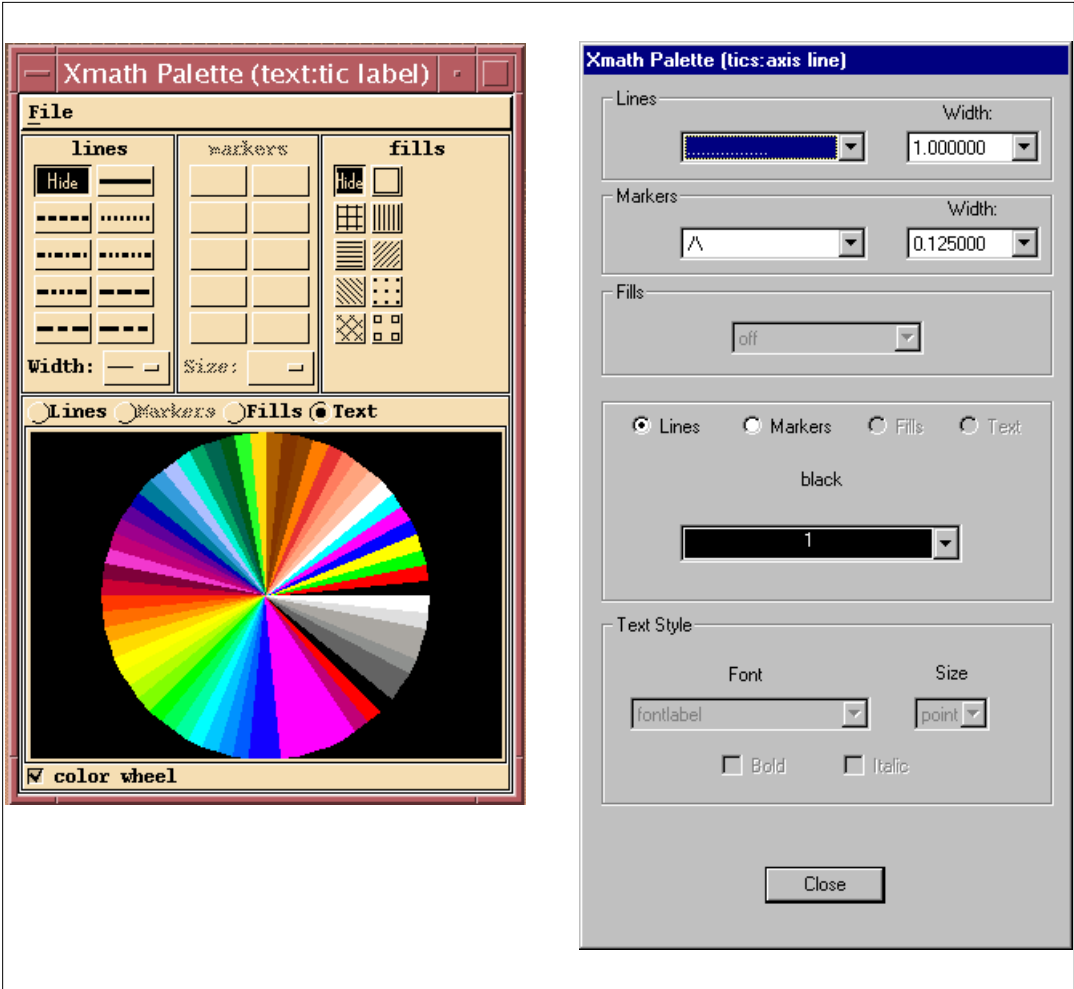 Xmath Palette (text:tic label)
File
lines markers fills
Hide Hide
Width: Size:
Lines Markers Fills Text
color wheel
Xmath Palette (tics:axis line)
Lines
Width:
................
1.000000
Markers
Width:
/\
0.125000
Fills
off
Lines Markers Fills Text
black
1
Text Style
Font Size
fontlabel point
Bold Italic
Close